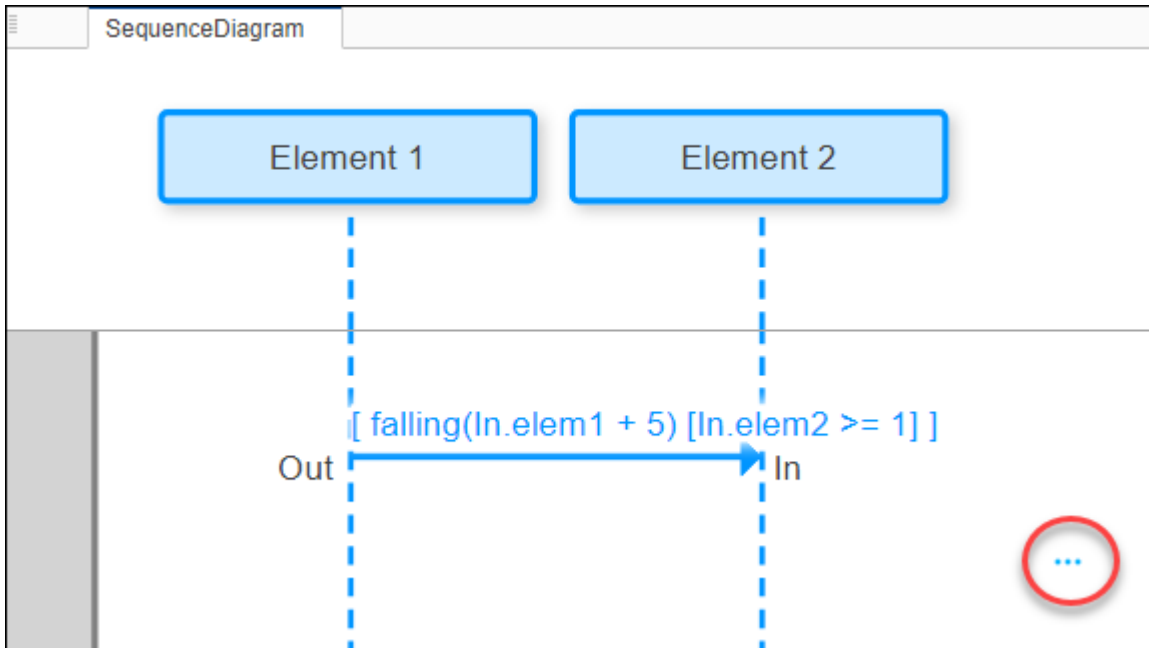 SequenceDiagram
Element 1
Element 2
[ falling(In.elem1 + 5) [In.elem2 >= 1] ]
Out
In
...